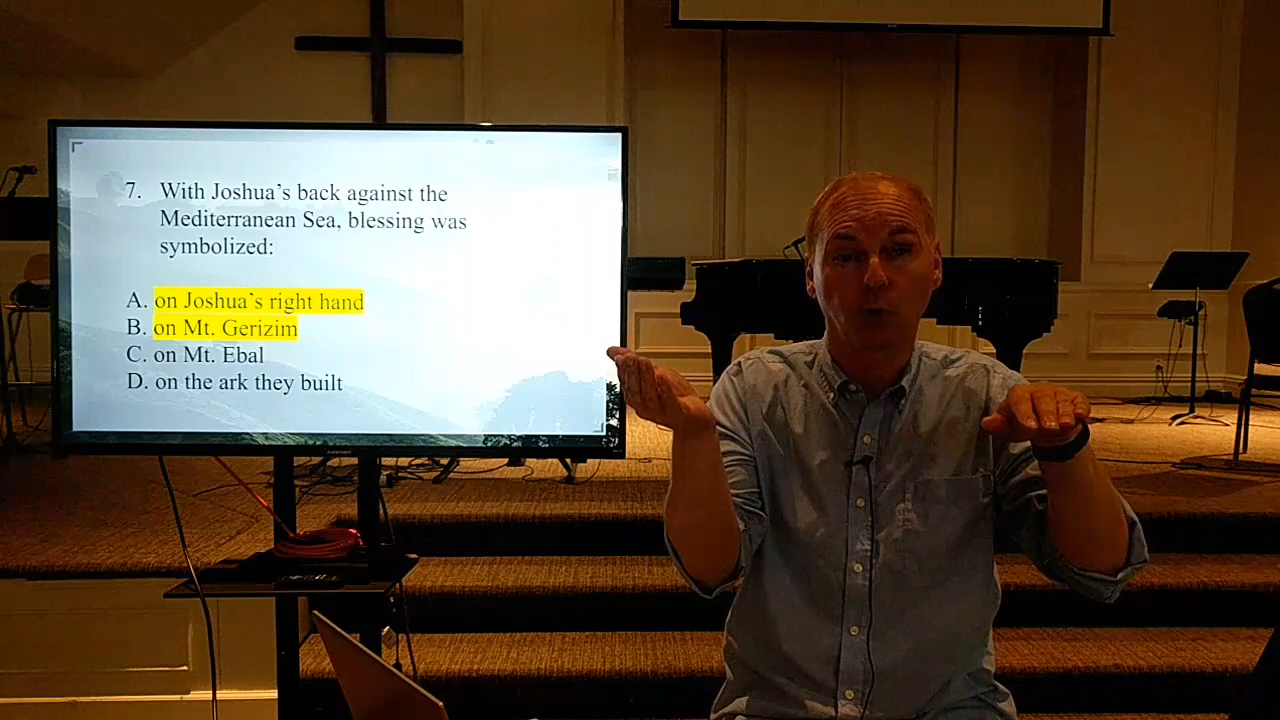 7. With Joshua's back against the
Mediterranean Sea, blessing was
symbolized:
A. on Joshua's right hand
B. on Mt. Gerizim
C. on Mt. Ebal
D. on the ark they built